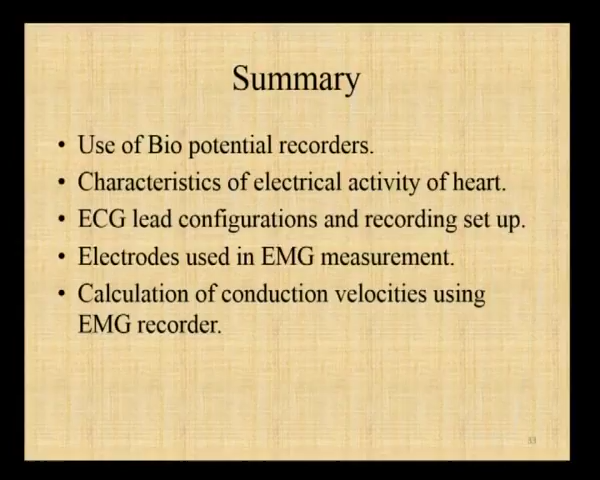 Summary
• Use of Bio potential recorders.
• Characteristics of electrical activity of heart.
• ECG lead configurations and recording set up.
• Electrodes used in EMG measurement.
• Calculation of conduction velocities using
EMG recorder.
33